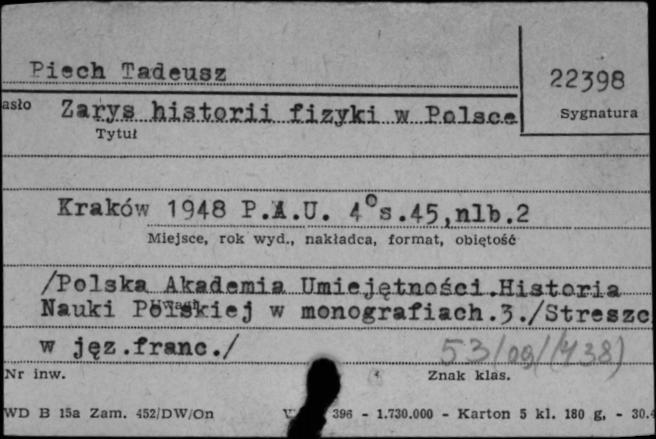 Piech Tadeusz
22398
asło Zarys historii fizyki w Polsce
Sygnatura
Tytuł
Kraków 1948 P.A.U. 4° s.45,nlb.2
Miejsce, rok wyd., nakładca, format, obiętość
/Polska Akademia Umiejętności.Historia
Nauki Polskiej w monografiach.3./Streszc
w jęz.franc./
53/09/(438)
Nr inw.
Znak klas.
WD B 15a Zam. 452/DW/On 396 - 1.730.000 - Karton 5 kl. 180 g, - 30.4